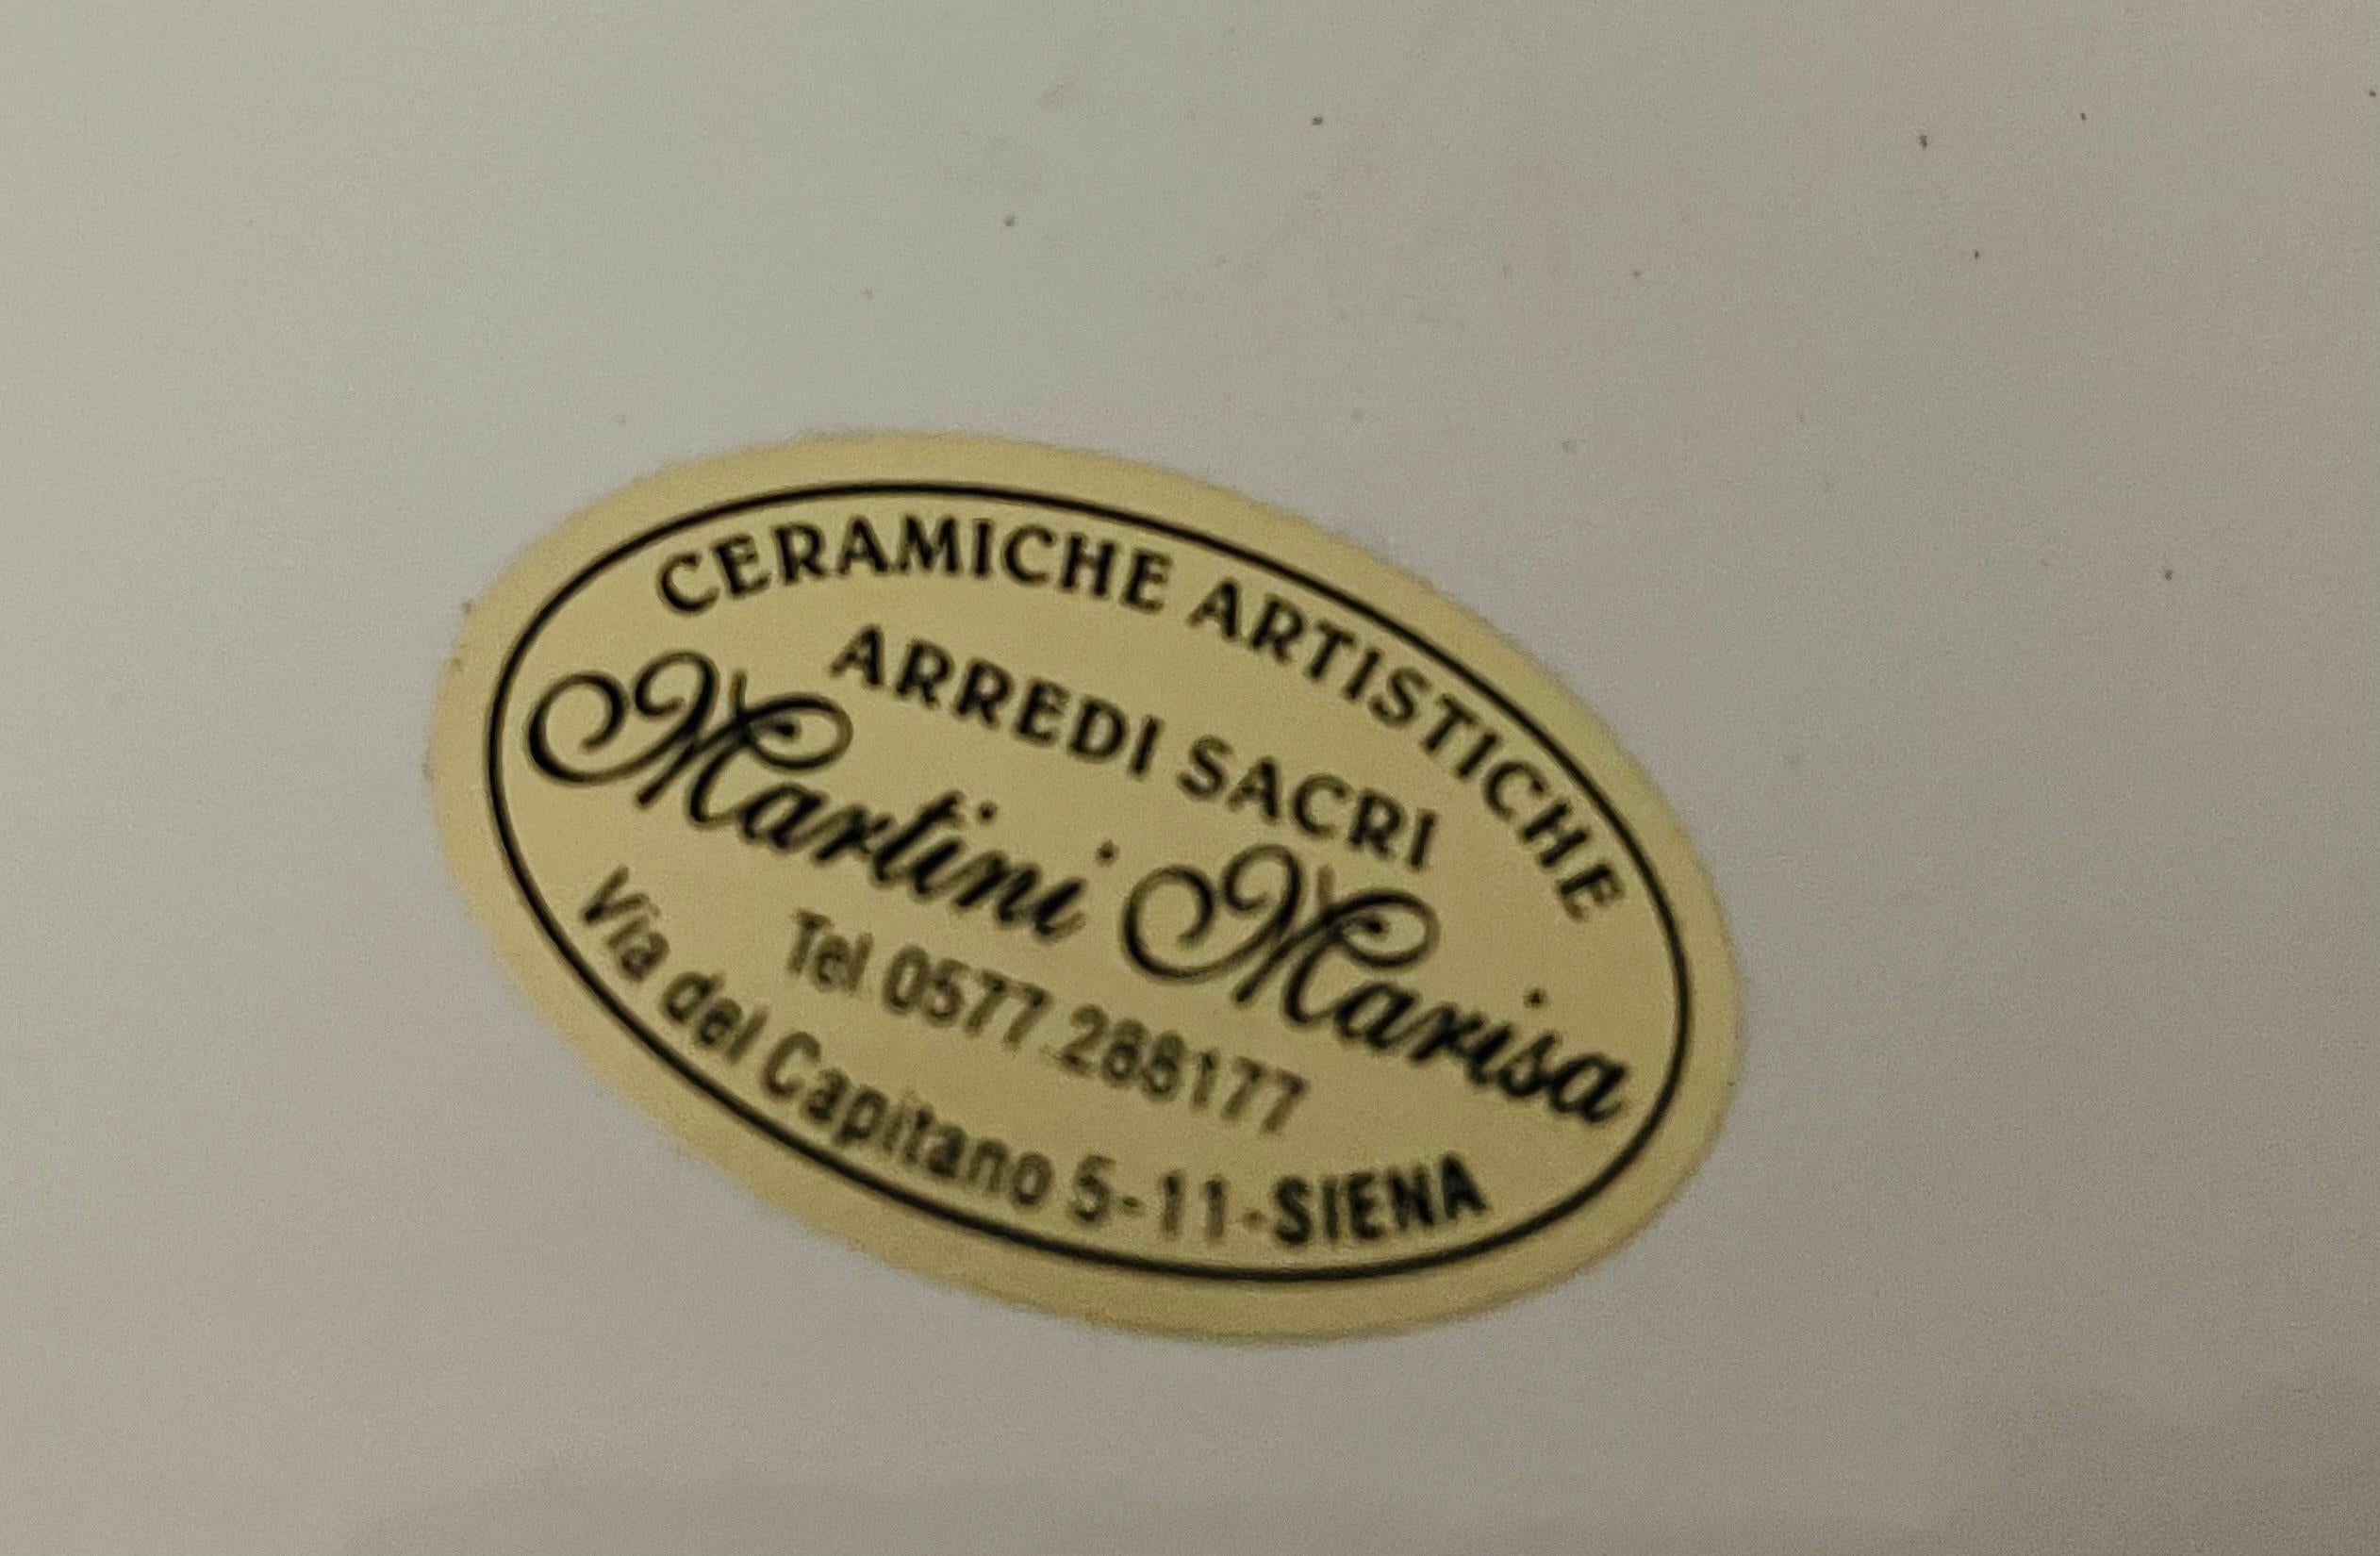 CERAMICHE ARTISTICHE
ARREDI SACRI
Martini Marisa
Tel 0577 288177
Via del Capitano 5-11-SIENA